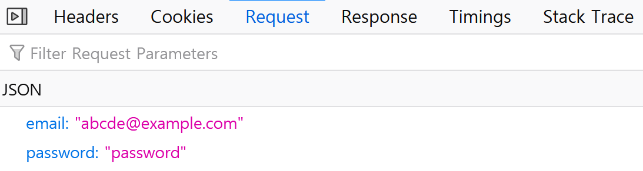 Headers Cookies Request Response Timings Stack Trace
Filter Request Parameters
JSON
email: "abcde@example.com"
password: "password"